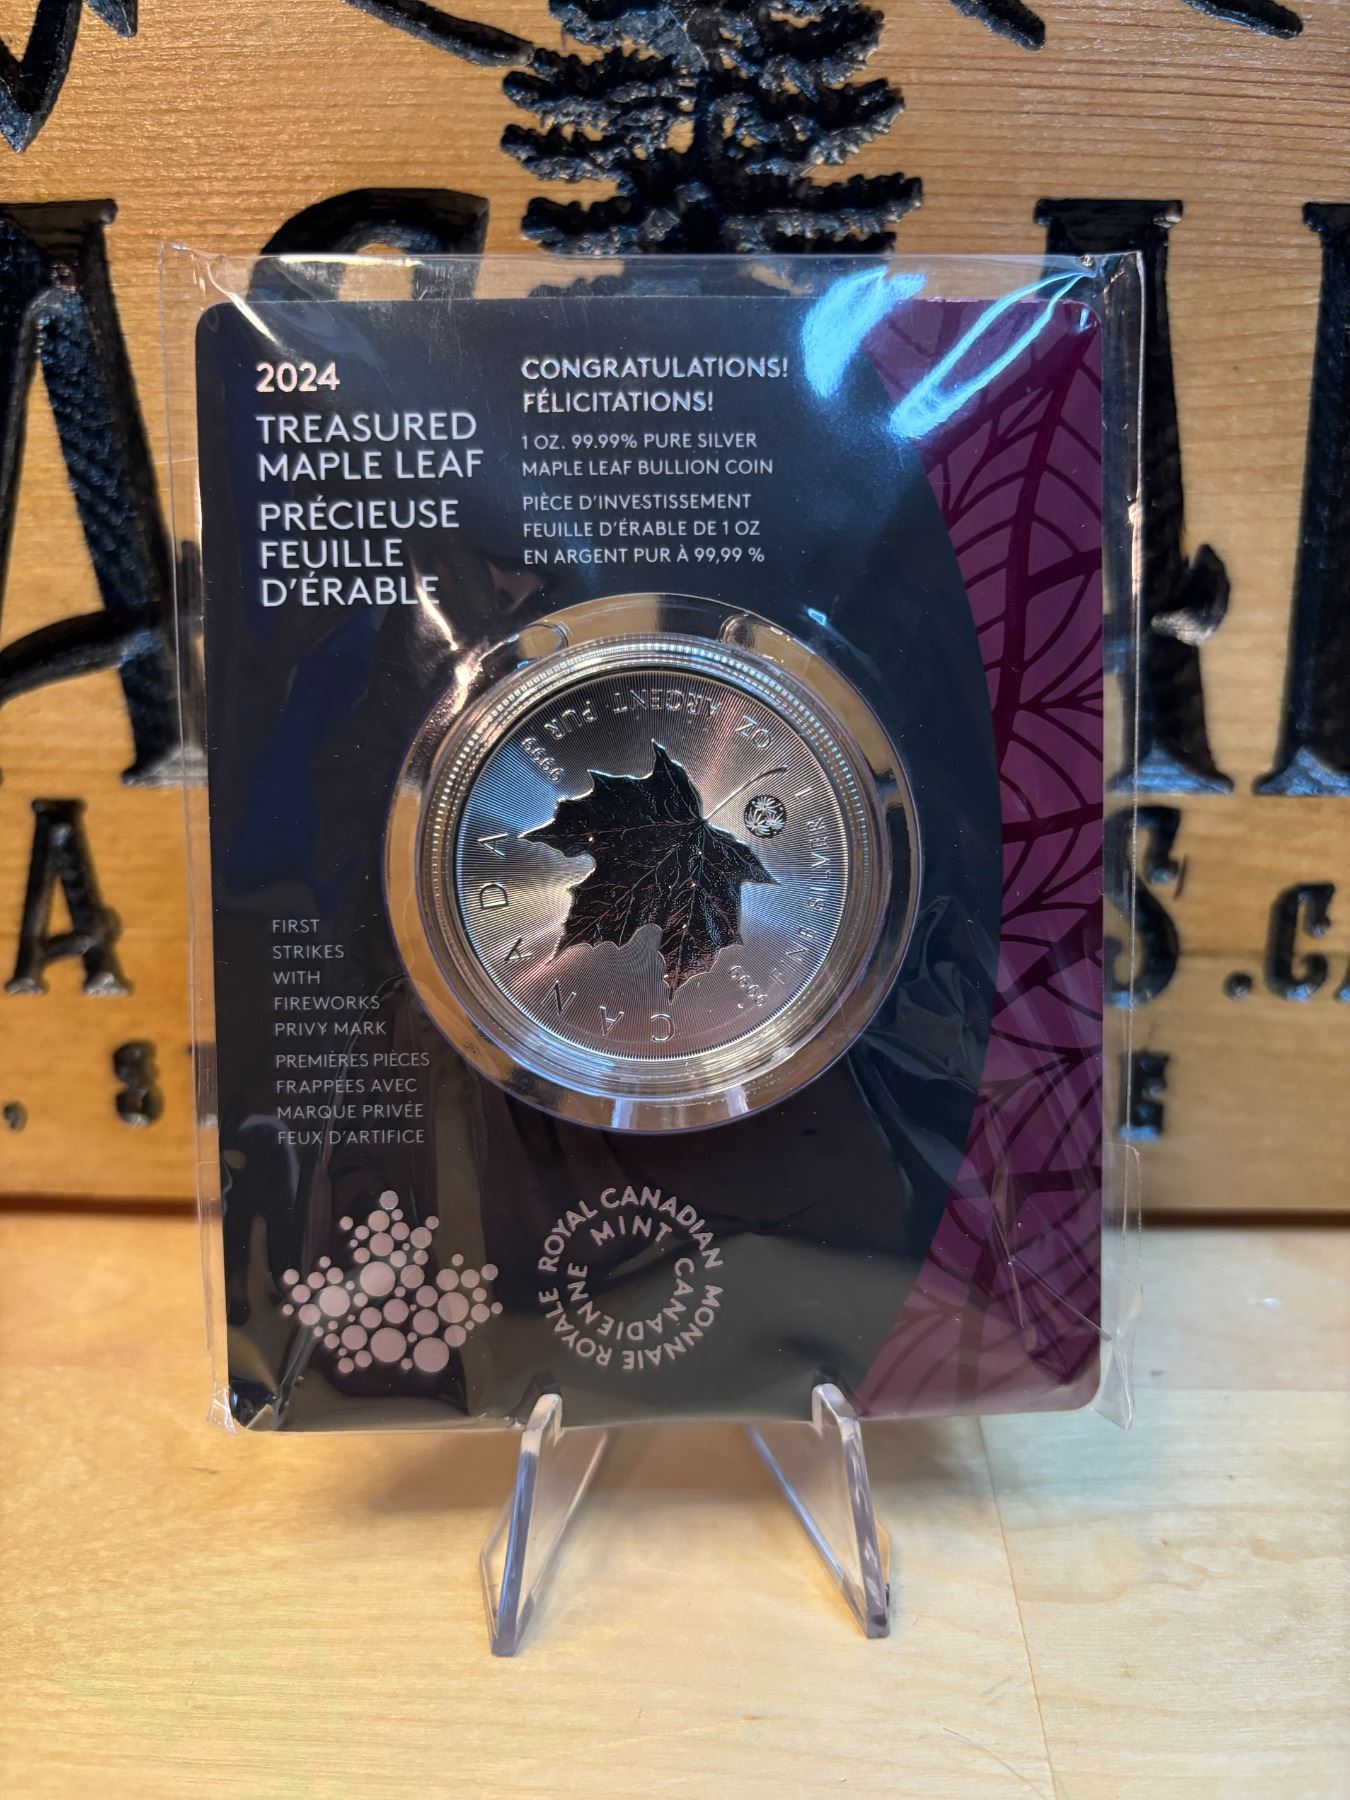 2024
TREASURED
MAPLE LEAF
PRÉCIEUSE
FEUILLE
D'ÉRABLE
CONGRATULATIONS!
FÉLICITATIONS!
1 OZ. 99.99% PURE SILVER
MAPLE LEAF BULLION COIN
PIÈCE D'INVESTISSEMENT
FEUILLE D'ÉRABLE DE 1 OZ
EN ARGENT PUR À 99,99 %
CANADA
9999
FINE SILVER 1 OZ ARGENT PUR
9999
FIRST
STRIKES
WITH
FIREWORKS
PRIVY MARK
PREMIÈRES PIÈCES
FRAPPÉES AVEC
MARQUE PRIVÉE
FEUX D'ARTIFICE
ROYAL CANADIAN MINT
MONNAIE ROYALE CANADIENNE